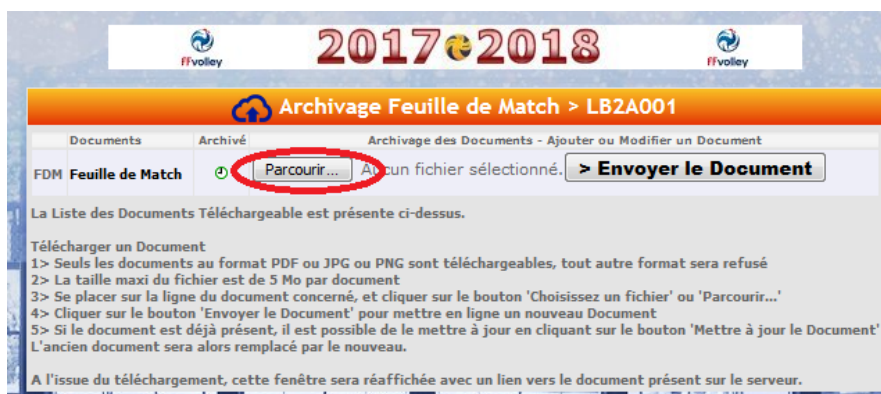 ffvolley 2017 2018 ffvolley
Archivage Feuille de Match > LB2A001
Documents Archivé Archivage des Documents - Ajouter ou Modifier un Document
FDM Feuille de Match Parcourir... Aucun fichier sélectionné. > Envoyer le Document
La Liste des Documents Téléchargeable est présente ci-dessus.
Télécharger un Document
1> Seuls les documents au format PDF ou JPG ou PNG sont téléchargeables, tout autre format sera refusé
2> La taille maxi du fichier est de 5 Mo par document
3> Se placer sur la ligne du document concerné, et cliquer sur le bouton 'Choisissez un fichier' ou 'Parcourir...'
4> Cliquer sur le bouton 'Envoyer le Document' pour mettre en ligne un nouveau Document
5> Si le document est déjà présent, il est possible de le mettre à jour en cliquant sur le bouton 'Mettre à jour le Document'
L'ancien document sera alors remplacé par le nouveau.
A l'issue du téléchargement, cette fenêtre sera réaffichée avec un lien vers le document présent sur le serveur.